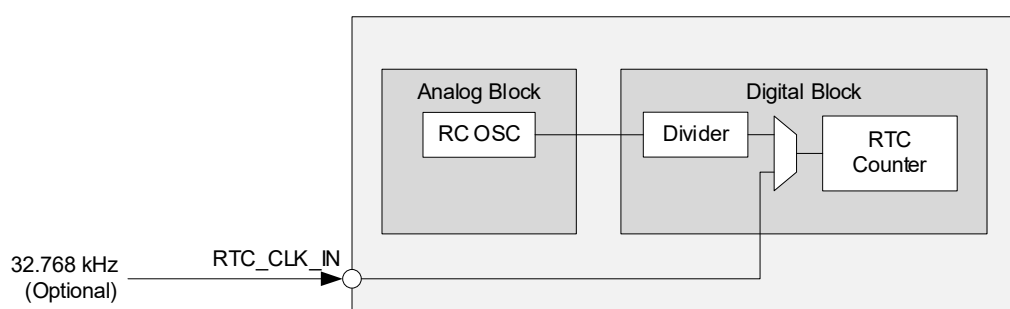 Analog Block
Digital Block
RC OSC
Divider
RTC
Counter
RTC_CLK_IN
32.768 kHz
(Optional)